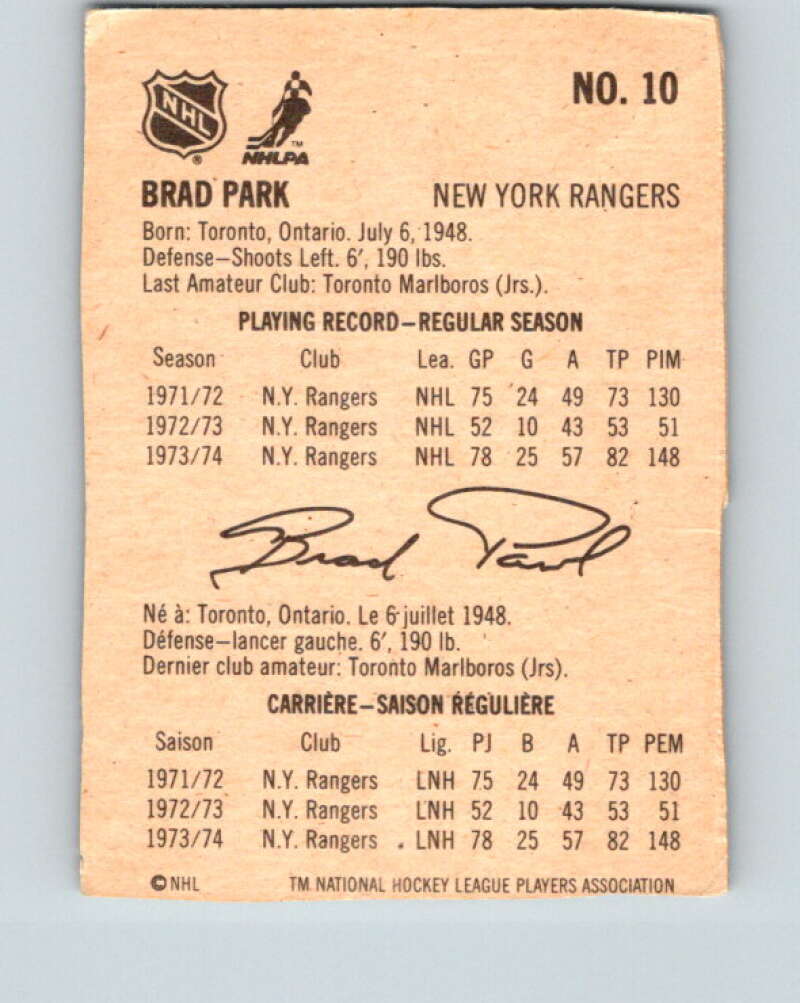 NHL
®
TM
NHLPA
NO. 10
BRAD PARK NEW YORK RANGERS
Born: Toronto, Ontario. July 6, 1948.
Defense–Shoots Left. 6′, 190 lbs.
Last Amateur Club: Toronto Marlboros (Jrs.).
PLAYING RECORD–REGULAR SEASON
Season Club Lea. GP G A TP PIM
1971/72 N.Y. Rangers NHL 75 24 49 73 130
1972/73 N.Y. Rangers NHL 52 10 43 53 51
1973/74 N.Y. Rangers NHL 78 25 57 82 148
Brad Park
Né à: Toronto, Ontario. Le 6 juillet 1948.
Défense–lancer gauche. 6′, 190 lb.
Dernier club amateur: Toronto Marlboros (Jrs).
CARRIÈRE–SAISON RÉGULIÈRE
Saison Club Lig. PJ B A TP PEM
1971/72 N.Y. Rangers LNH 75 24 49 73 130
1972/73 N.Y. Rangers LNH 52 10 43 53 51
1973/74 N.Y. Rangers LNH 78 25 57 82 148
© NHL TM NATIONAL HOCKEY LEAGUE PLAYERS ASSOCIATION